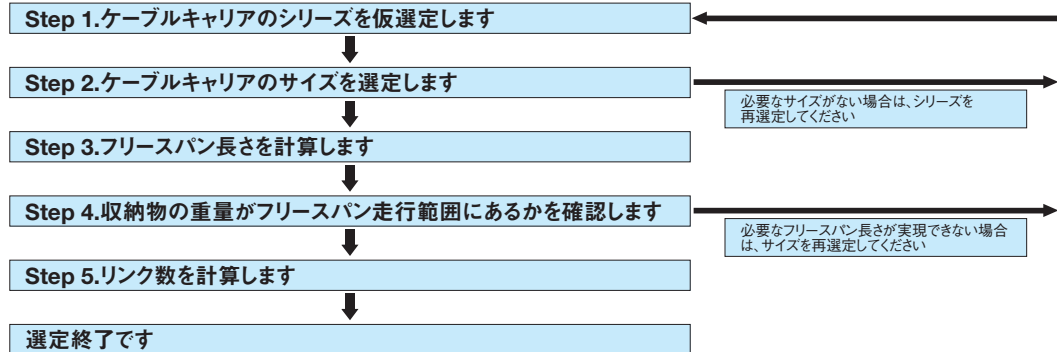 Step 1.ケーブルキャリアのシリーズを仮選定します
Step 2.ケーブルキャリアのサイズを選定します
必要なサイズがない場合は、シリーズを
再選定してください
Step 3.フリースパン長さを計算します
Step 4.収納物の重量がフリースパン走行範囲にあるかを確認します
必要なフリースパン長さが実現できない場合
は、サイズを再選定してください
Step 5.リンク数を計算します
選定終了です